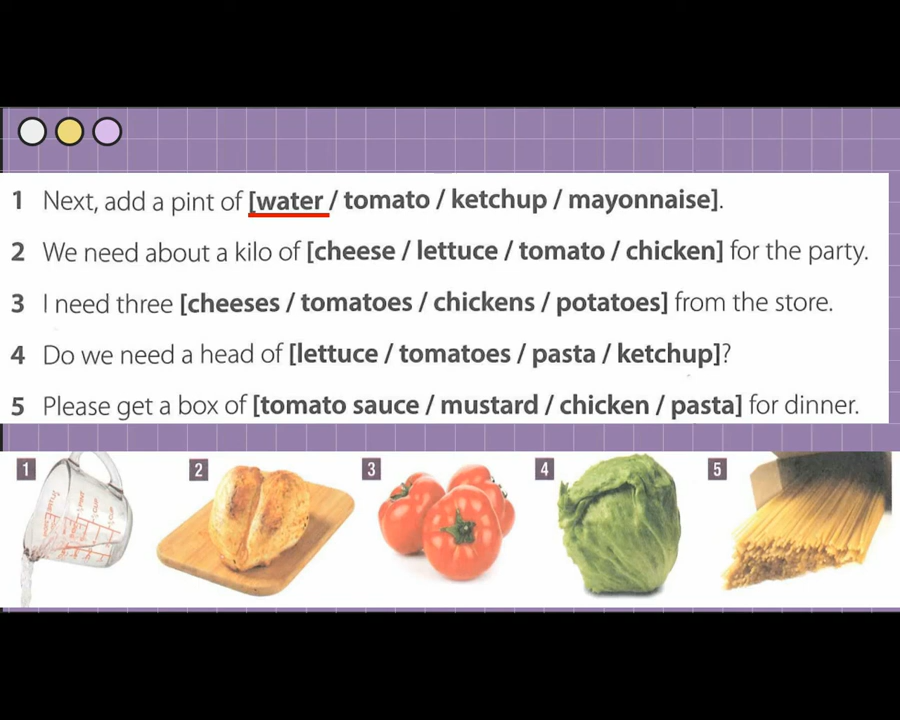 1 Next, add a pint of [water / tomato / ketchup / mayonnaise].
2 We need about a kilo of [cheese / lettuce / tomato / chicken] for the party.
3 I need three [cheeses / tomatoes / chickens / potatoes] from the store.
4 Do we need a head of [lettuce / tomatoes / pasta / ketchup]?
5 Please get a box of [tomato sauce / mustard / chicken / pasta] for dinner.
1 2 3 4 5